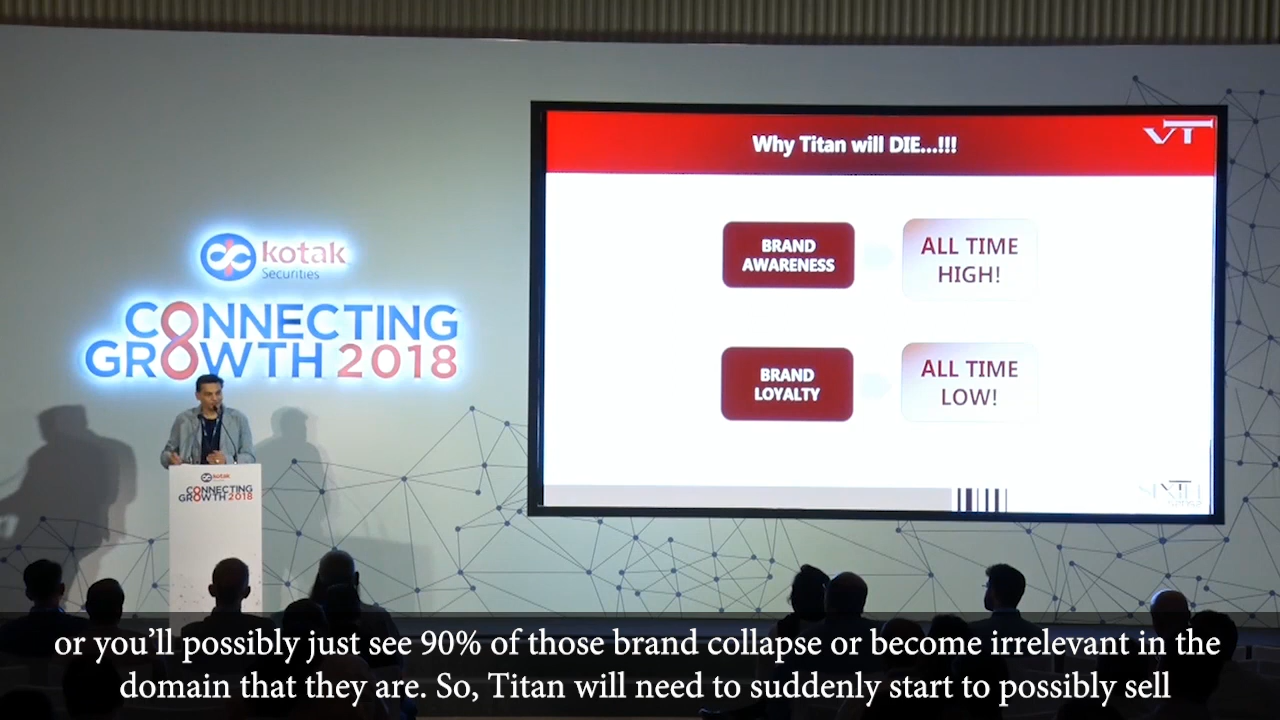 Why Titan will DIE...!!!
VT
BRAND
AWARENESS
ALL TIME
HIGH!
BRAND
LOYALTY
ALL TIME
LOW!
kotak
Securities
CONNECTING
GROWTH 2018
kotak
CONNECTING
GROWTH 2018
or you’ll possibly just see 90% of those brand collapse or become irrelevant in the
domain that they are. So, Titan will need to suddenly start to possibly sell